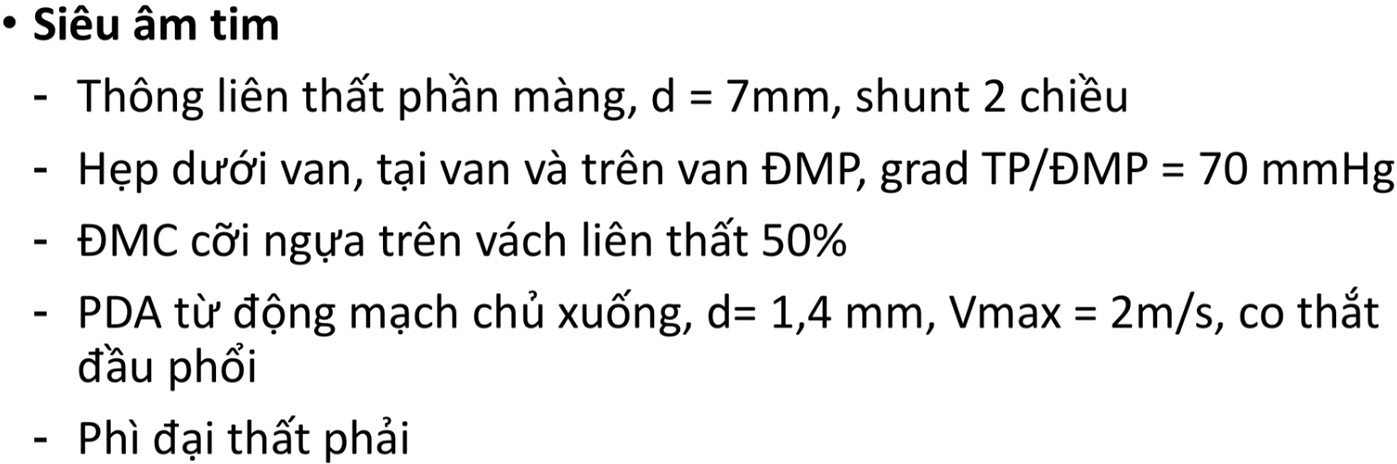 • Siêu âm tim
- Thông liên thất phần màng, d = 7mm, shunt 2 chiều
- Hẹp dưới van, tại van và trên van ĐMP, grad TP/ĐMP = 70 mmHg
- ĐMC cỡi ngựa trên vách liên thất 50%
- PDA từ động mạch chủ xuống, d= 1,4 mm, Vmax = 2m/s, co thắt
đầu phổi
- Phì đại thất phải